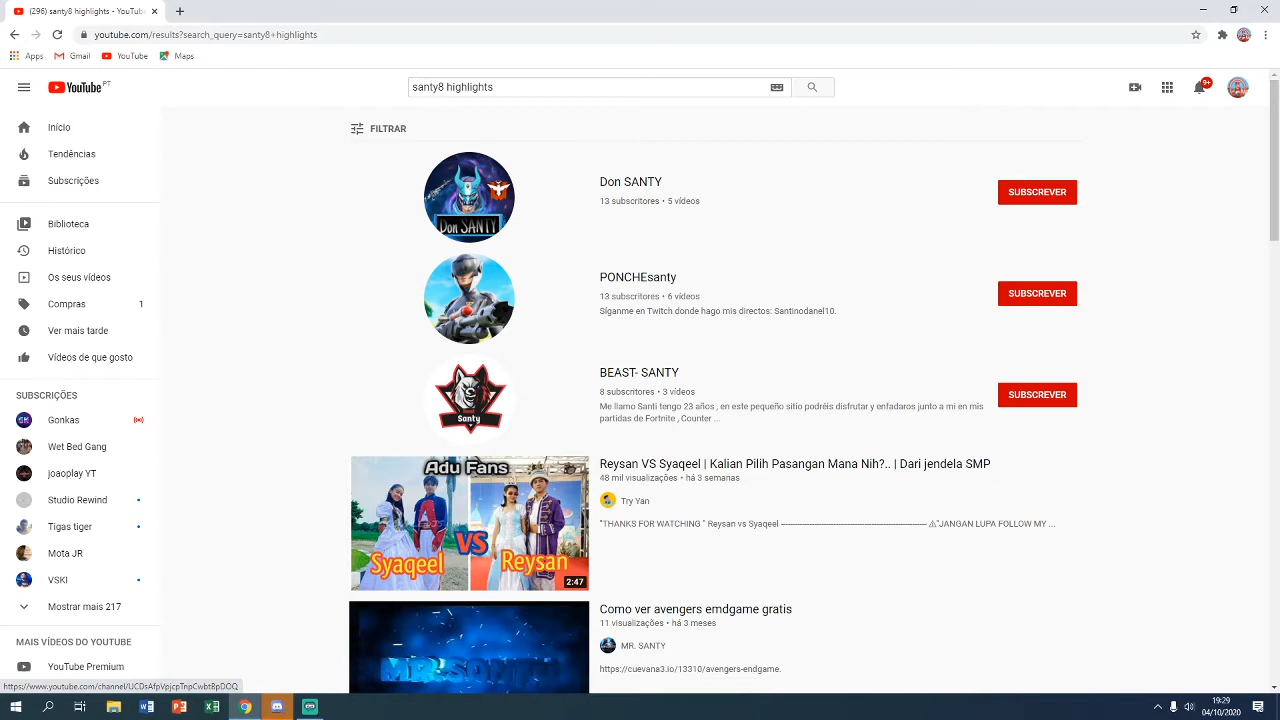 (296) santy8 highlights - YouTub
youtube.com/results?search_query=santy8+highlights
Apps Gmail YouTube Maps
YouTube PT
santy8 highlights
9+
Início
Tendências
Subscrições
Biblioteca
Histórico
Os seus vídeos
Compras 1
Ver mais tarde
Vídeos de que gosto
SUBSCRIÇÕES
Gonkas
Wet Bed Gang
joaoplay YT
Studio Rewind
Tigas tiger
Mota JR
VSKI
Mostrar mais 217
MAIS VÍDEOS DO YOUTUBE
YouTube Premium
FILTRAR
Don SANTY
Don SANTY
13 subscritores • 5 vídeos
SUBSCREVER
PONCHEsanty
13 subscritores • 6 vídeos
Síganme en Twitch donde hago mis directos: Santinodanel10.
SUBSCREVER
Santy
BEAST- SANTY
8 subscritores • 3 vídeos
Me llamo Santi tengo 23 años , en este pequeño sitio podréis disfrutar y enfadaros junto a mi en mis
partidas de Fortnite , Counter ...
SUBSCREVER
Adu Fans
Syaqeel VS Reysan
2:47
Reysan VS Syaqeel | Kalian Pilih Pasangan Mana Nih?.. | Dari jendela SMP
48 mil visualizações • há 3 semanas
Try Yan
"THANKS FOR WATCHING " Reysan vs Syaqeel ---------------------------------------------------- ⚠"JANGAN LUPA FOLLOW MY ...
MR.SANTY
Como ver avengers emdgame gratis
11 visualizações • há 3 meses
MR. SANTY
https://cuevana3.io/13310/avengers-endgame.
https://www.youtube.com/channel/UCDsAfpVpjcpTnpCwbt8pDOQ
19:29
04/10/2020